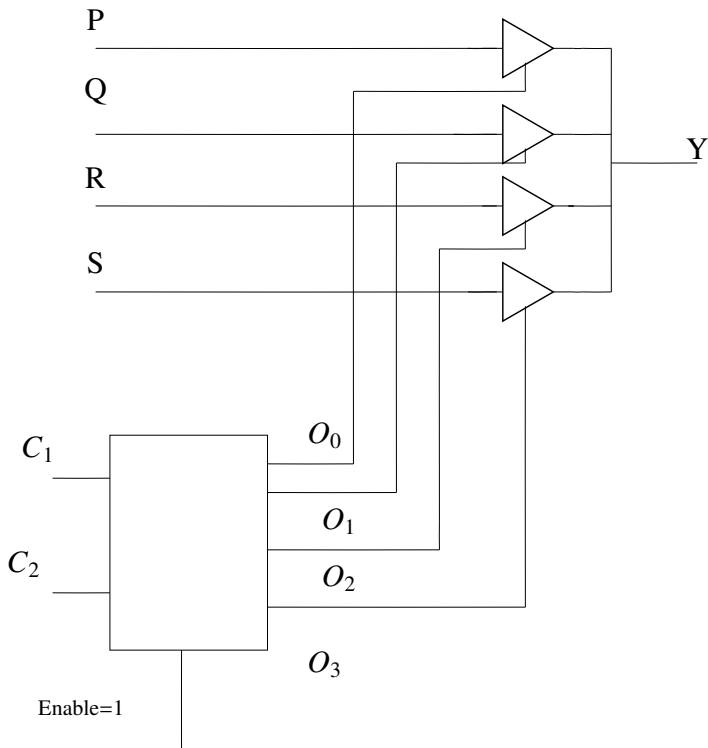 P
Q
Y
R
S
C₁
O₀
O₁
C₂
O₂
O₃
Enable=1